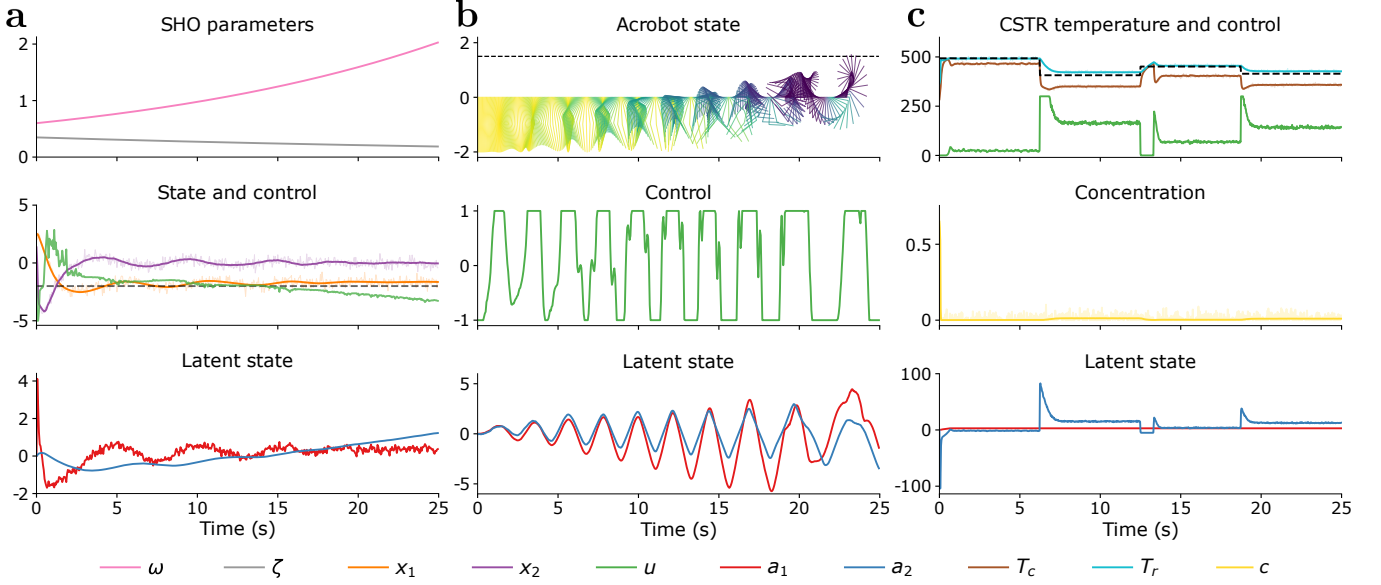 a b c
SHO parameters Acrobot state CSTR temperature and control
2 2 500
1 0 250
0 -2 0
State and control Control Concentration
5 1 0.5
0 0 0
-5 -1
Latent state Latent state Latent state
4 5 100
2 0 0
0 -5 -100
-2
0 5 10 15 20 25 0 5 10 15 20 25 0 5 10 15 20 25
Time (s) Time (s) Time (s)
ω ζ x₁ x₂ u a₁ a₂ T_c T_r c